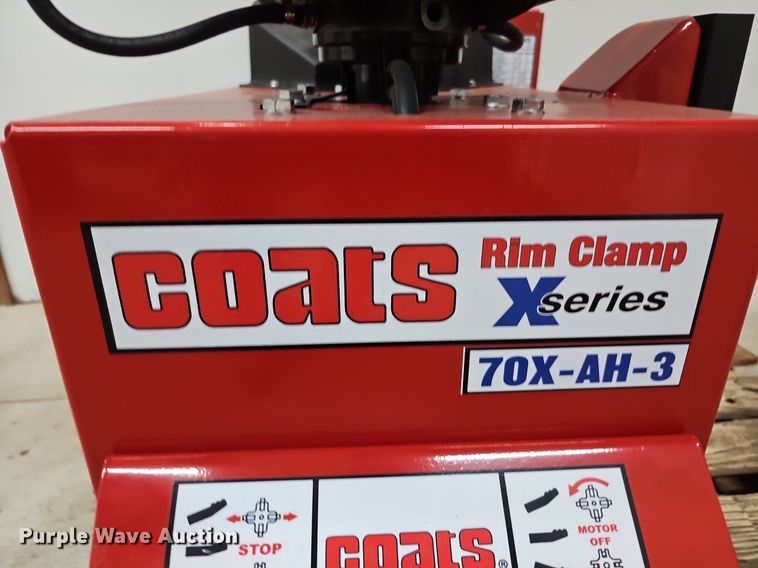 coats
Rim Clamp
Xseries
70X-AH-3
STOP
coats®
MOTOR
OFF
Purple Wave Auction